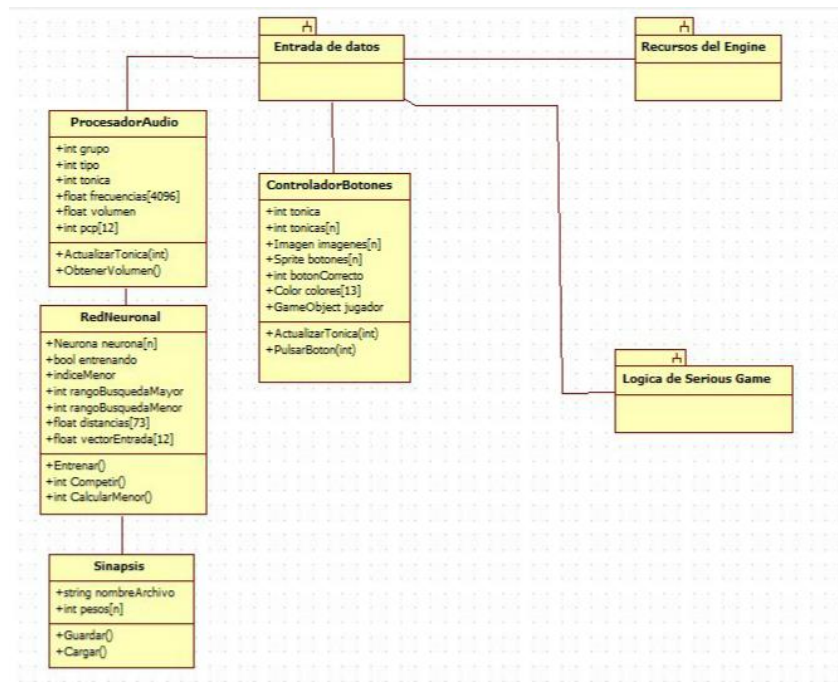 Entrada de datos
Recursos del Engine
ProcesadorAudio
+int grupo
+int tipo
+int tonica
+float frecuencias[4096]
+float volumen
+int pcp[12]
+ActualizarTonica(int)
+ObtenerVolumen()
ControladorBotones
+int tonica
+int tonicas[n]
+Imagen imagenes[n]
+Sprite botones[n]
+int botonCorrecto
+Color colores[13]
+GameObject jugador
+ActualizarTonica(int)
+PulsarBoton(int)
RedNeuronal
+Neurona neurona[n]
+bool entrenando
+indiceMenor
+int rangoBusquedaMayor
+int rangoBusquedaMenor
+float distancias[73]
+float vectorEntrada[12]
+Entrenar()
+int Competir()
+int CalcularMenor()
Logica de Serious Game
Sinapsis
+string nombreArchivo
+int pesos[n]
+Guardar()
+Cargar()